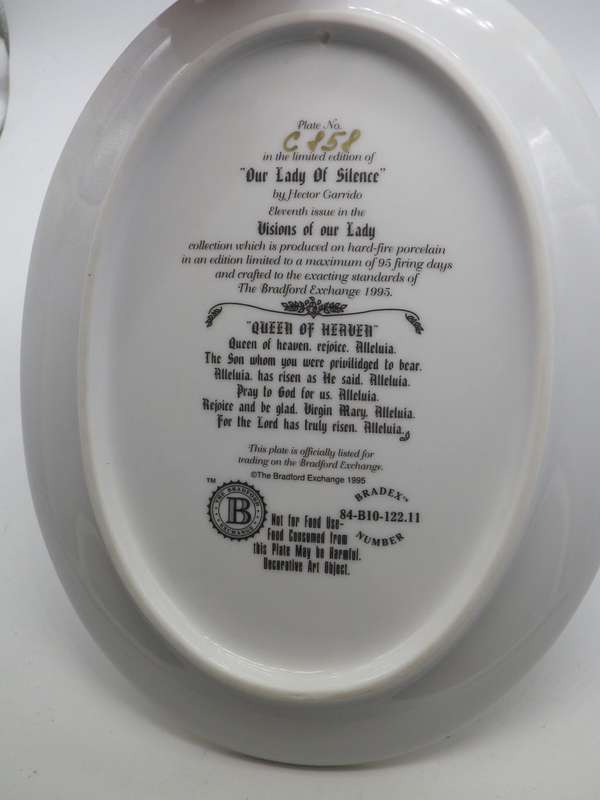 Plate No.
C 858
in the limited edition of
"Our Lady Of Silence"
by Hector Garrido
Eleventh issue in the
Visions of our Lady
collection which is produced on hard-fire porcelain
in an edition limited to a maximum of 95 firing days
and crafted to the exacting standards of
The Bradford Exchange 1995.
"QUEEN OF HEAVEN"
Queen of heaven, rejoice. Alleluia.
The Son whom you were privilidged to bear.
Alleluia, has risen as He said, Alleluia.
Pray to God for us. Alleluia.
Rejoice and be glad, Virgin Mary, Alleluia.
For the Lord has truly risen. Alleluia.
This plate is officially listed for
trading on the Bradford Exchange.
©The Bradford Exchange 1995
TM
THE BRADFORD
B
EXCHANGE
Not for Food Use-
Food Consumed from
this Plate May be Harmful.
Decorative Art Object.
BRADEX™
84-B10-122.11
NUMBER